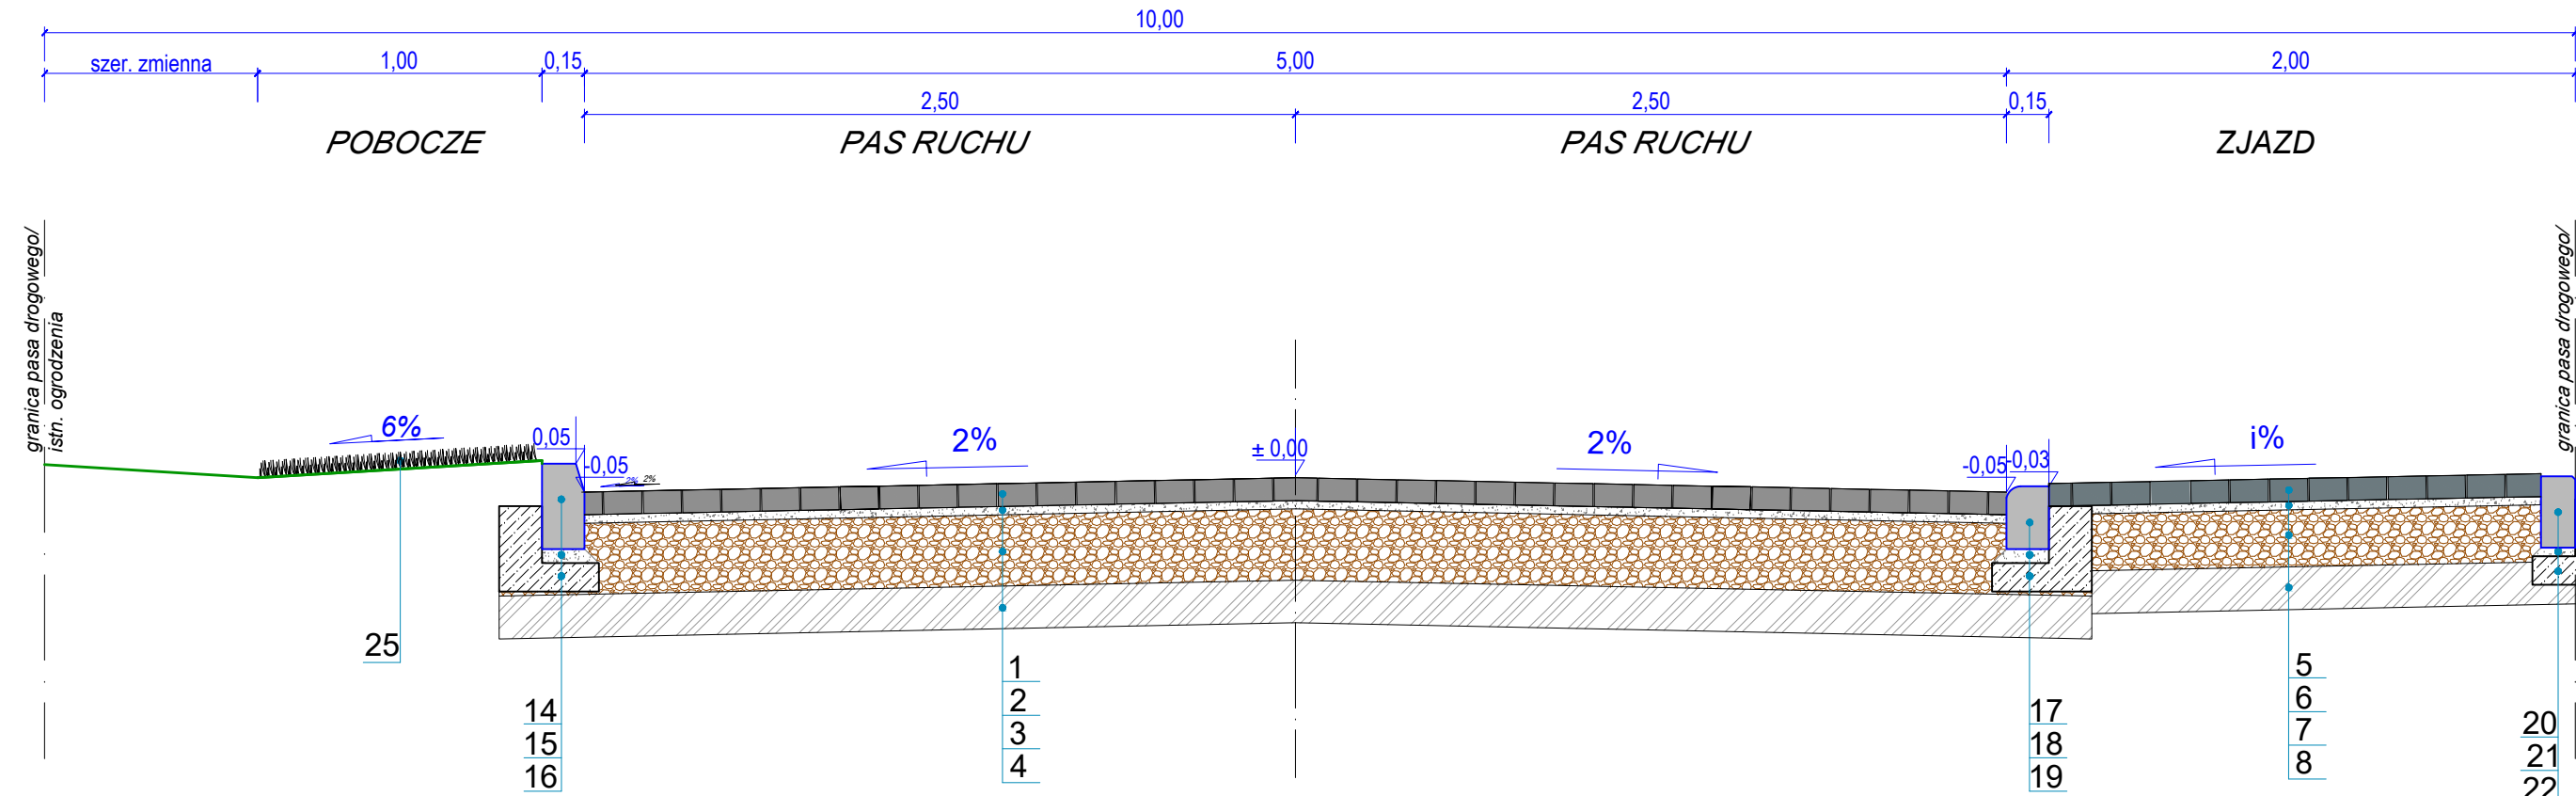 10,00
szer. zmienna 1,00 0,15 5,00 2,00
2,50 2,50 0,15
POBOCZE PAS RUCHU PAS RUCHU ZJAZD
granica pasa drogowego/
istn. ogrodzenia
granica pasa drogowego/
6% 0,05 2% ± 0,00 2% i%
-0,05 -0,05 -0,03
2% 2%
25
14
15
16
1
2
3
4
17
18
19
5
6
7
8
20
21
22